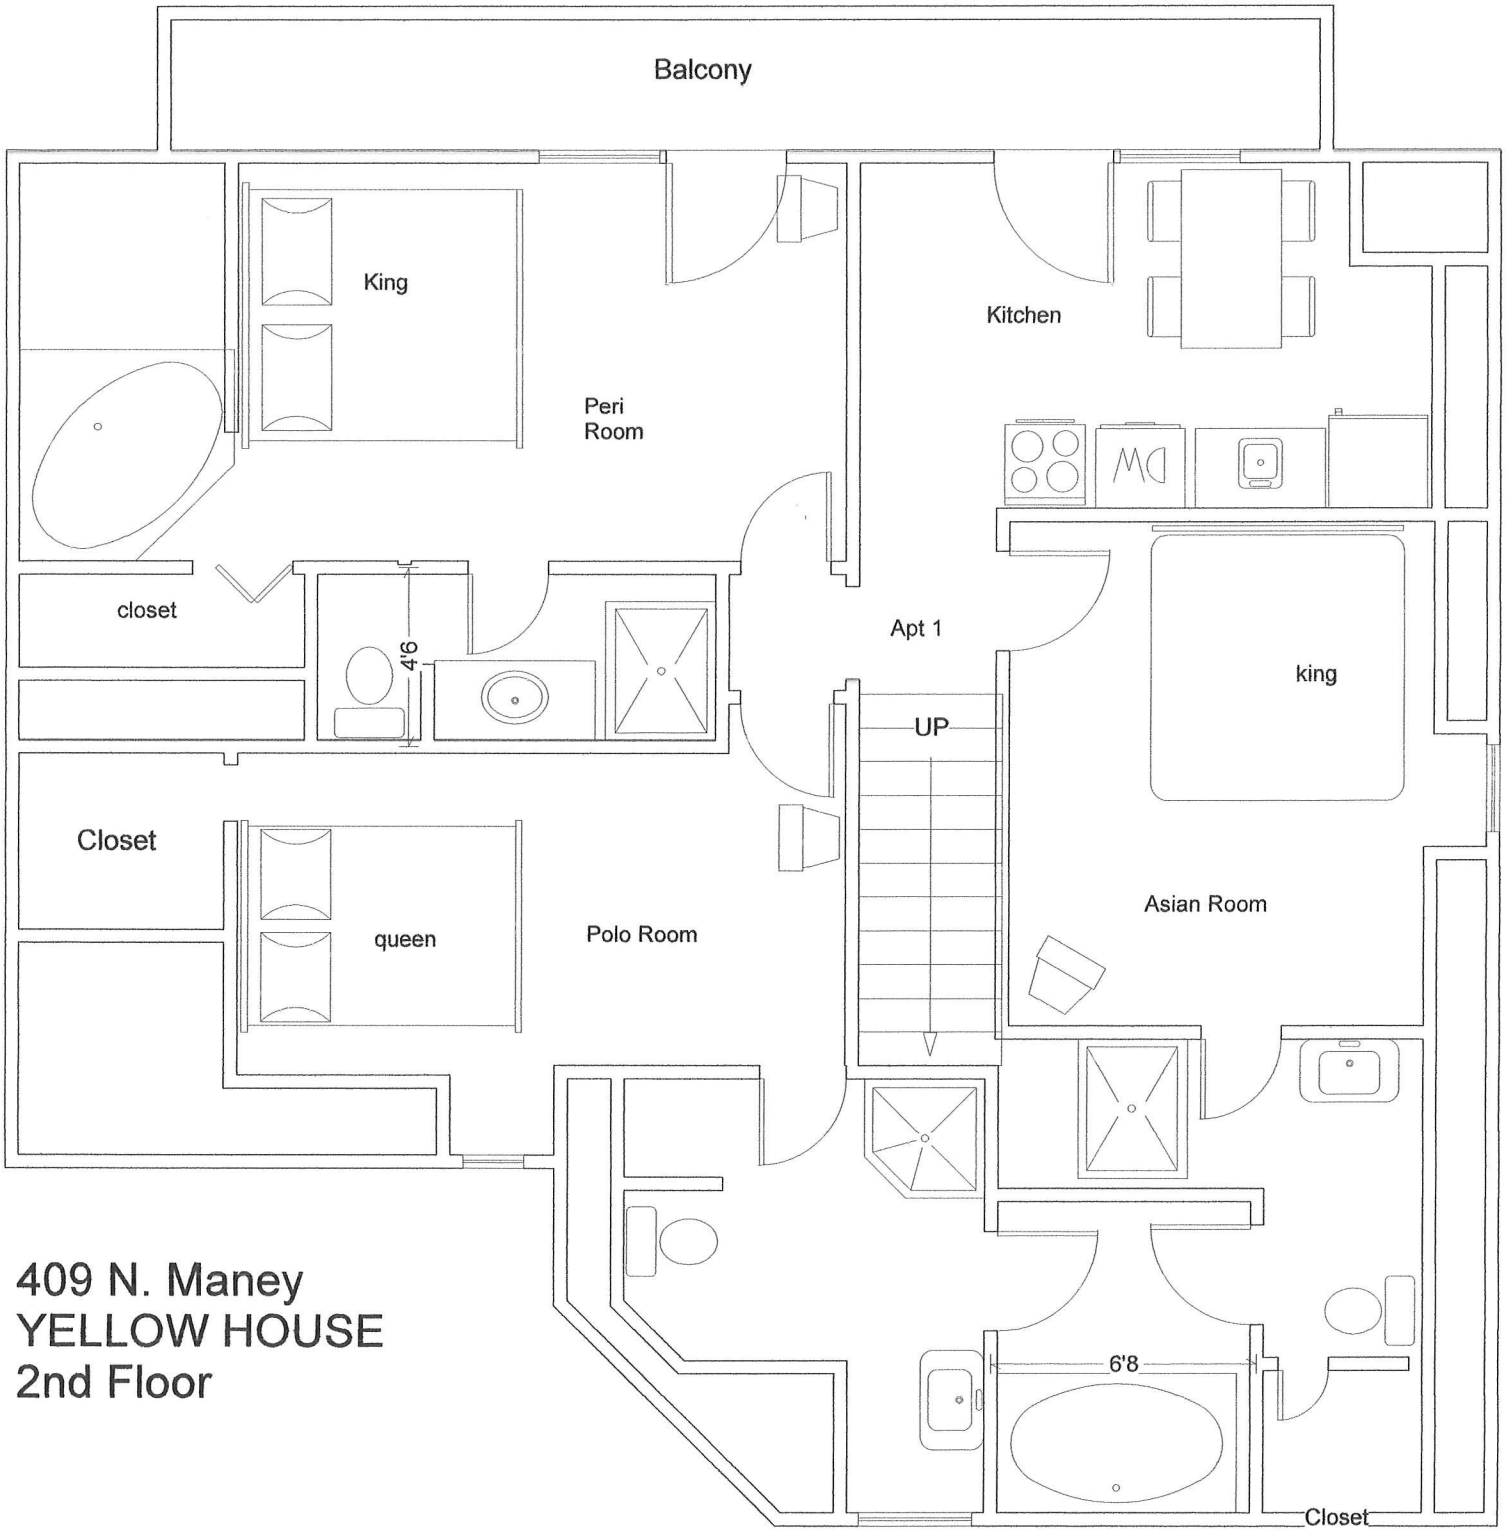 Balcony
King
Kitchen
Peri
Room
DW
closet
4'6
Apt 1
king
UP
Closet
queen
Polo Room
Asian Room
409 N. Maney
YELLOW HOUSE
2nd Floor
6'8
Closet